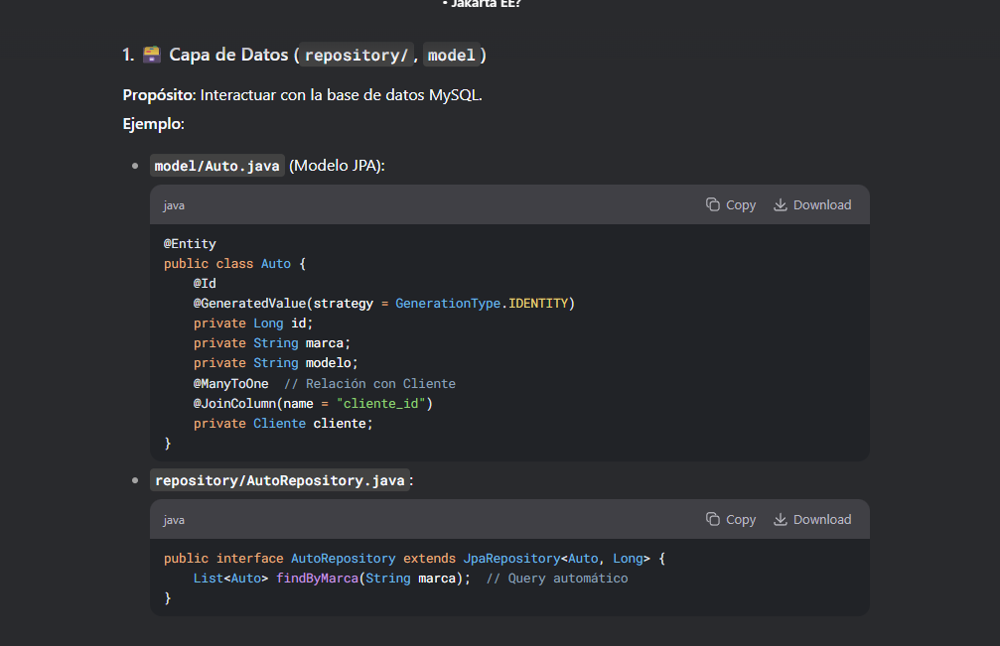 • Jakarta EE?
1. Capa de Datos (repository/, model)
Propósito: Interactuar con la base de datos MySQL.
Ejemplo:
• model/Auto.java (Modelo JPA):
java Copy Download
@Entity
public class Auto {
    @Id
    @GeneratedValue(strategy = GenerationType.IDENTITY)
    private Long id;
    private String marca;
    private String modelo;
    @ManyToOne  // Relación con Cliente
    @JoinColumn(name = "cliente_id")
    private Cliente cliente;
}
• repository/AutoRepository.java:
java Copy Download
public interface AutoRepository extends JpaRepository<Auto, Long> {
    List<Auto> findByMarca(String marca);  // Query automático
}